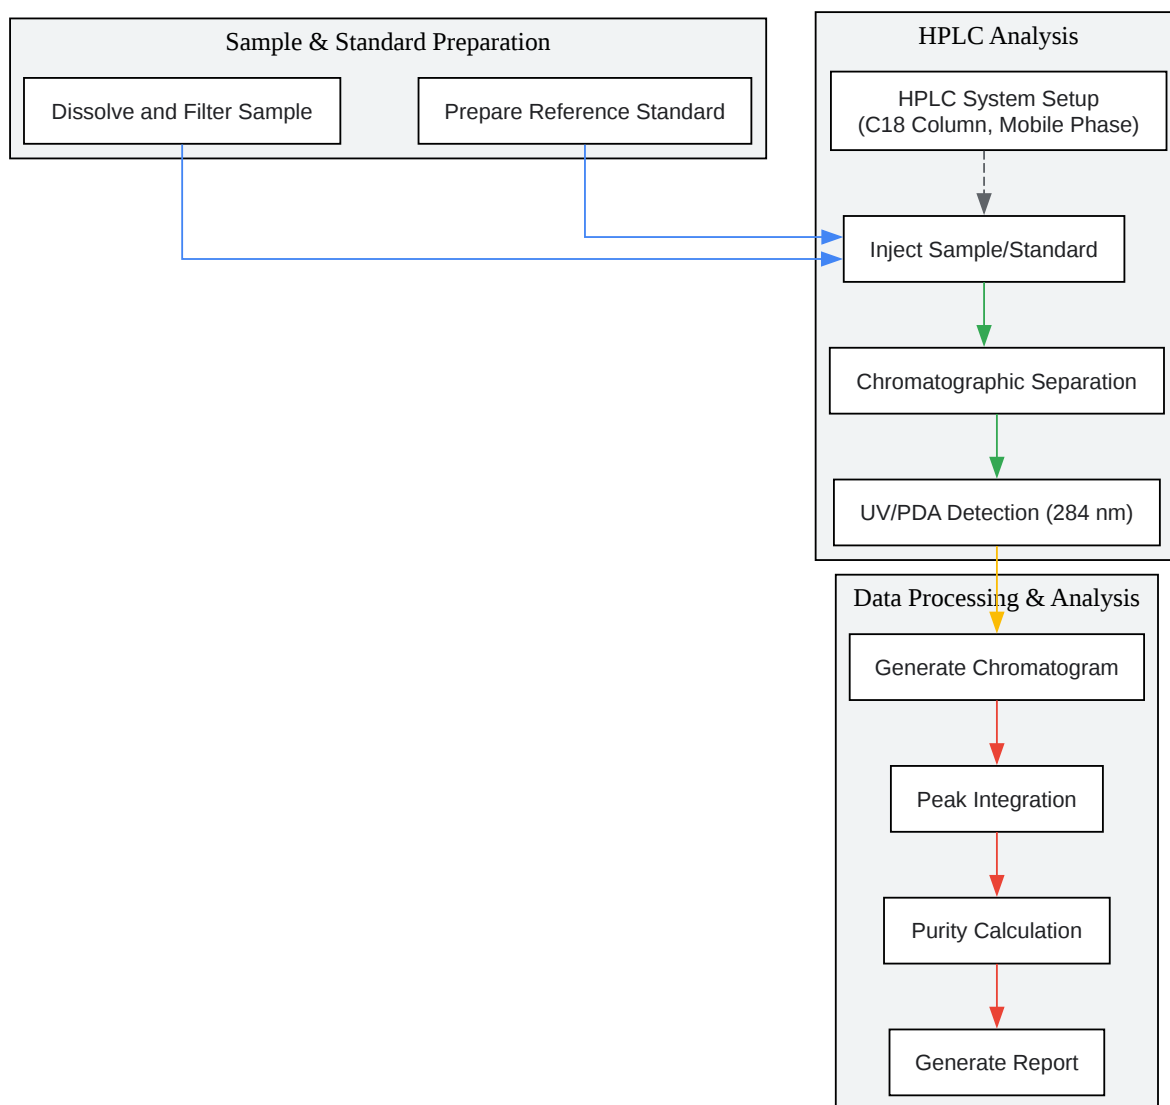 Sample & Standard Preparation
Dissolve and Filter Sample
Prepare Reference Standard
HPLC Analysis
HPLC System Setup
(C18 Column, Mobile Phase)
Inject Sample/Standard
Chromatographic Separation
UV/PDA Detection (284 nm)
Data Processing & Analysis
Generate Chromatogram
Peak Integration
Purity Calculation
Generate Report